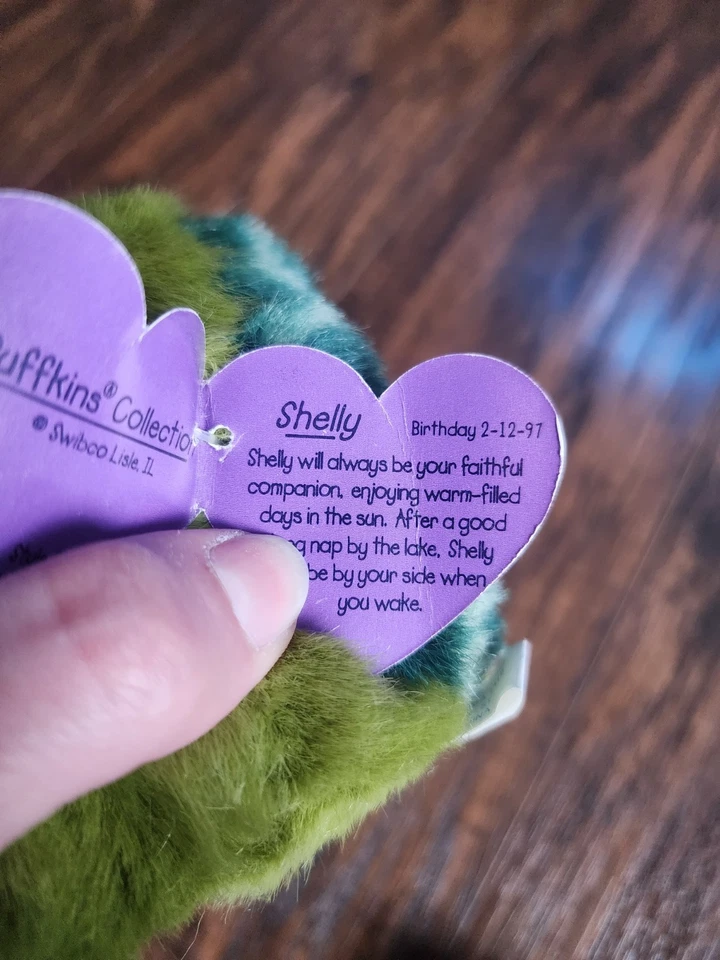 Puffkins® Collection
© Swibco Lisle, IL
Shelly
Birthday 2-12-97
Shelly will always be your faithful
companion, enjoying warm-filled
days in the sun. After a good
nap by the lake, Shelly
be by your side when
you wake.